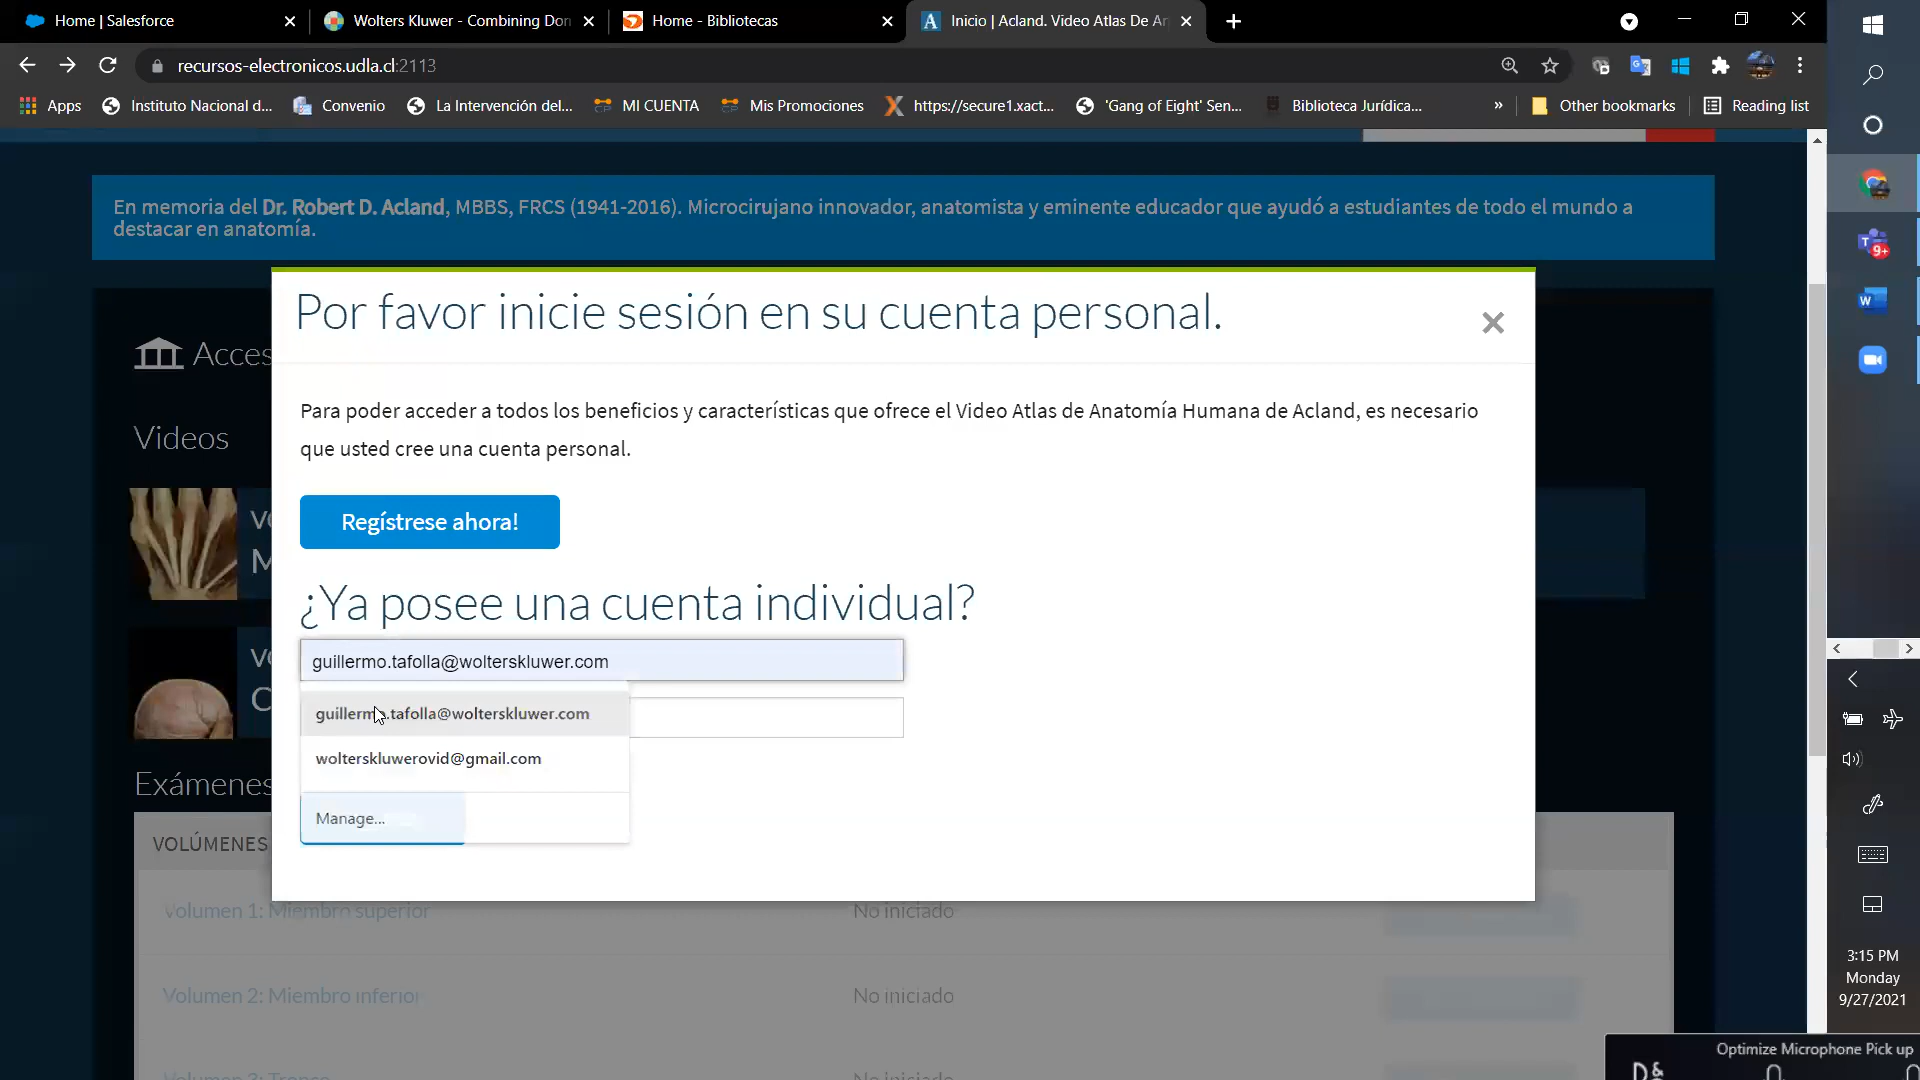 Home | Salesforce
Wolters Kluwer - Combining Dom
Home - Bibliotecas
Inicio | Acland. Video Atlas De An
recursos-electronicos.udla.cl:2113
Apps
Instituto Nacional d...
Convenio
La Intervención del...
MI CUENTA
Mis Promociones
https://secure1.xact...
'Gang of Eight' Sen...
Biblioteca Jurídica...
»
Other bookmarks
Reading list
En memoria del Dr. Robert D. Acland, MBBS, FRCS (1941-2016). Microcirujano innovador, anatomista y eminente educador que ayudó a estudiantes de todo el mundo a
destacar en anatomía.
Por favor inicie sesión en su cuenta personal.
Acces
Para poder acceder a todos los beneficios y características que ofrece el Video Atlas de Anatomía Humana de Acland, es necesario
que usted cree una cuenta personal.
Videos
Regístrese ahora!
¿Ya posee una cuenta individual?
guillermo.tafolla@wolterskluwer.com
guillermo.tafolla@wolterskluwer.com
wolterskluwerovid@gmail.com
Manage...
Exámenes
VOLÚMENES
Volumen 1: Miembro superior
No iniciado
Volumen 2: Miembro inferior
No iniciado
Volumen 3: Tronco
No iniciado
9+
3:15 PM
Monday
9/27/2021
Optimize Microphone Pick up